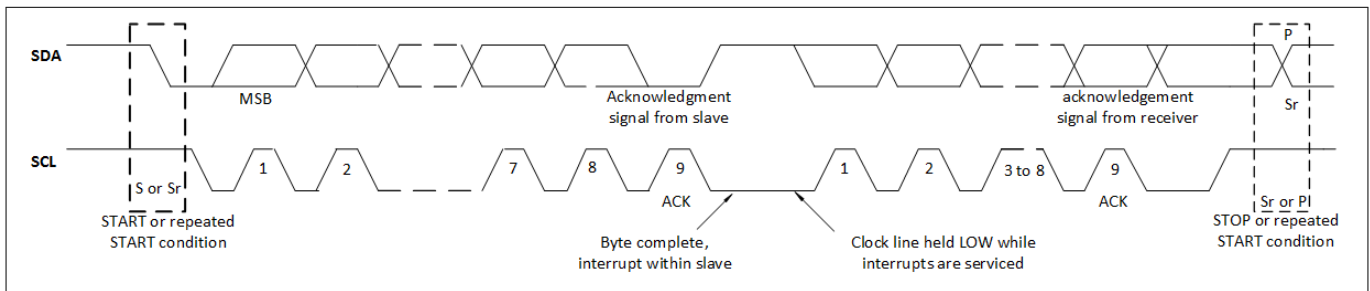 P
SDA
MSB
Acknowledgment
signal from slave
acknowledgement
signal from receiver
Sr
SCL
1
2
7
8
9
1
2
3 to 8
9
S or Sr
ACK
ACK
Sr or P
START or repeated
START condition
STOP or repeated
START condition
Byte complete,
interrupt within slave
Clock line held LOW while
interrupts are serviced